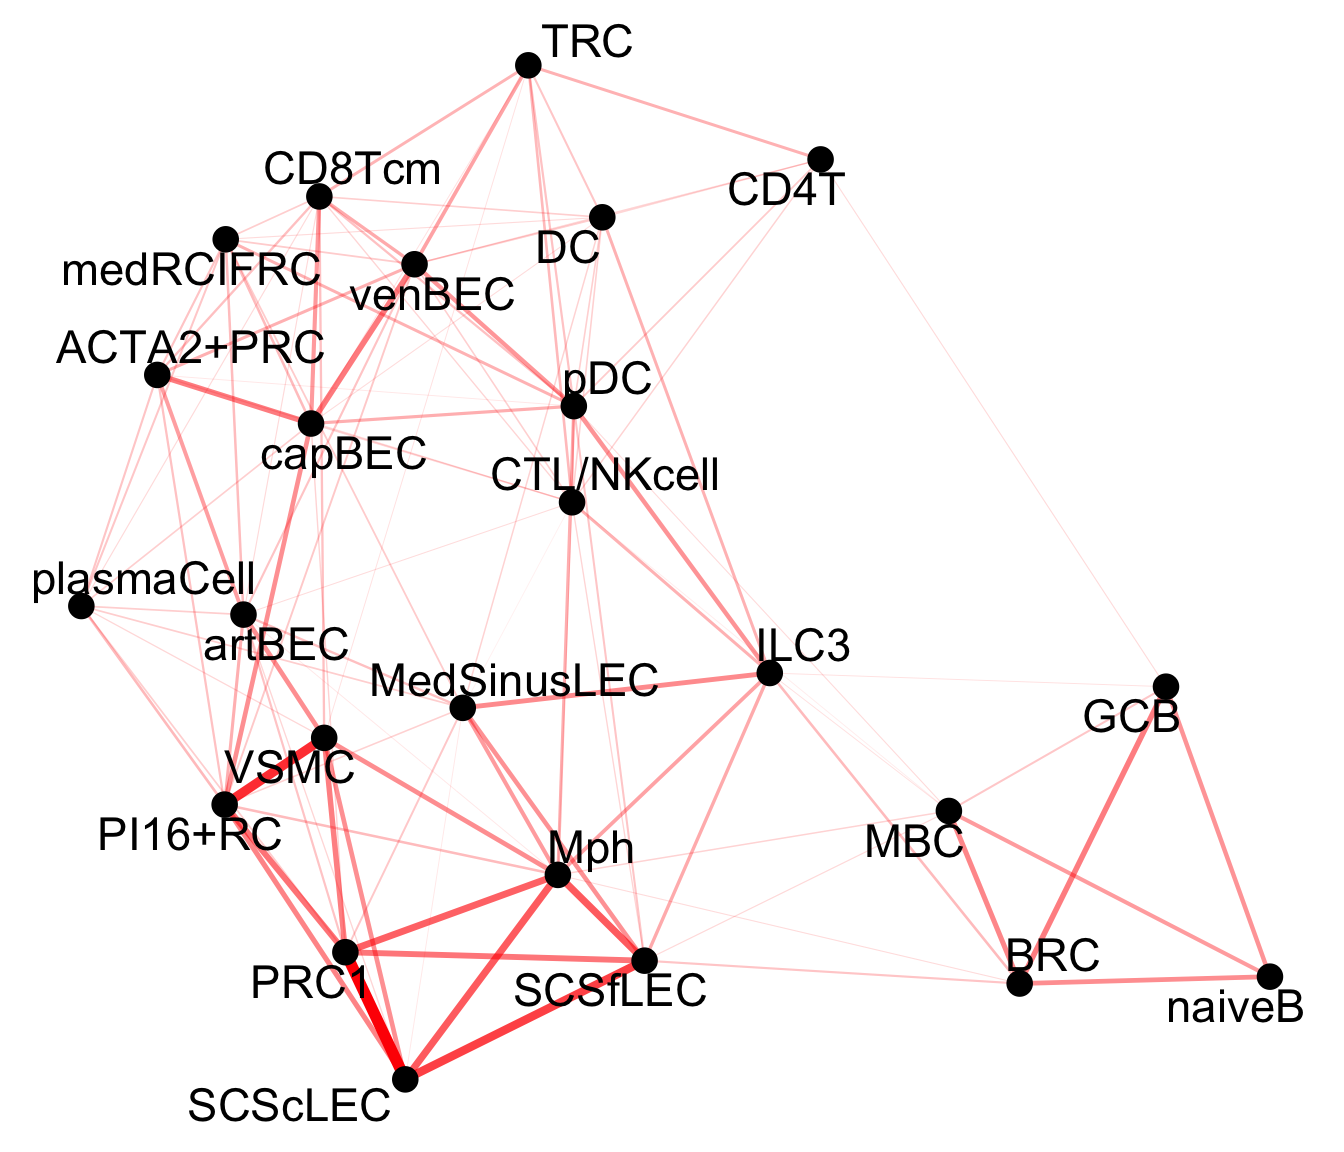 TRC
CD8Tcm
CD4T
DC
medRCIFRC
venBEC
ACTA2+PRC
pDC
capBEC
CTL/NKcell
plasmaCell
artBEC
ILC3
MedSinusLEC
GCB
VSMC
PI16+RC
Mph
MBC
BRC
PRC1
SCSfLEC
naiveB
SCScLEC